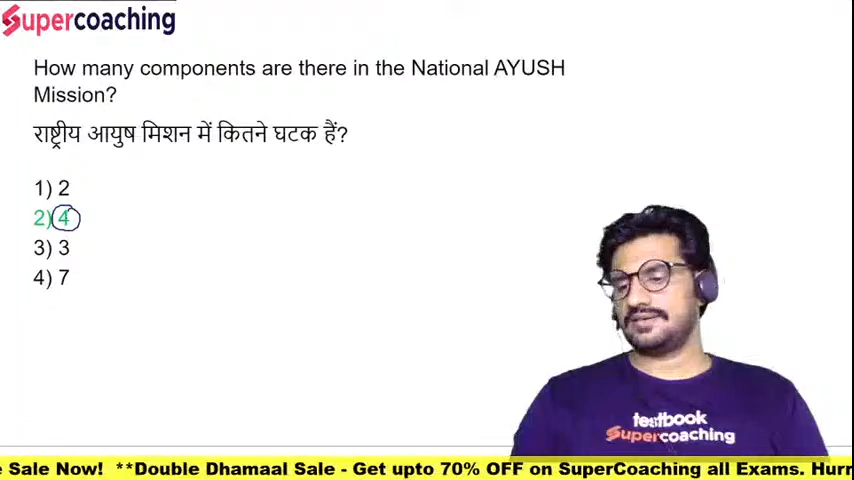 Supercoaching
How many components are there in the National AYUSH
Mission?
राष्ट्रीय आयुष मिशन में कितने घटक हैं?
1) 2
2) 4
3) 3
4) 7
testbook
Supercoaching
e Sale Now! **Double Dhamaal Sale - Get upto 70% OFF on SuperCoaching all Exams. Hurr